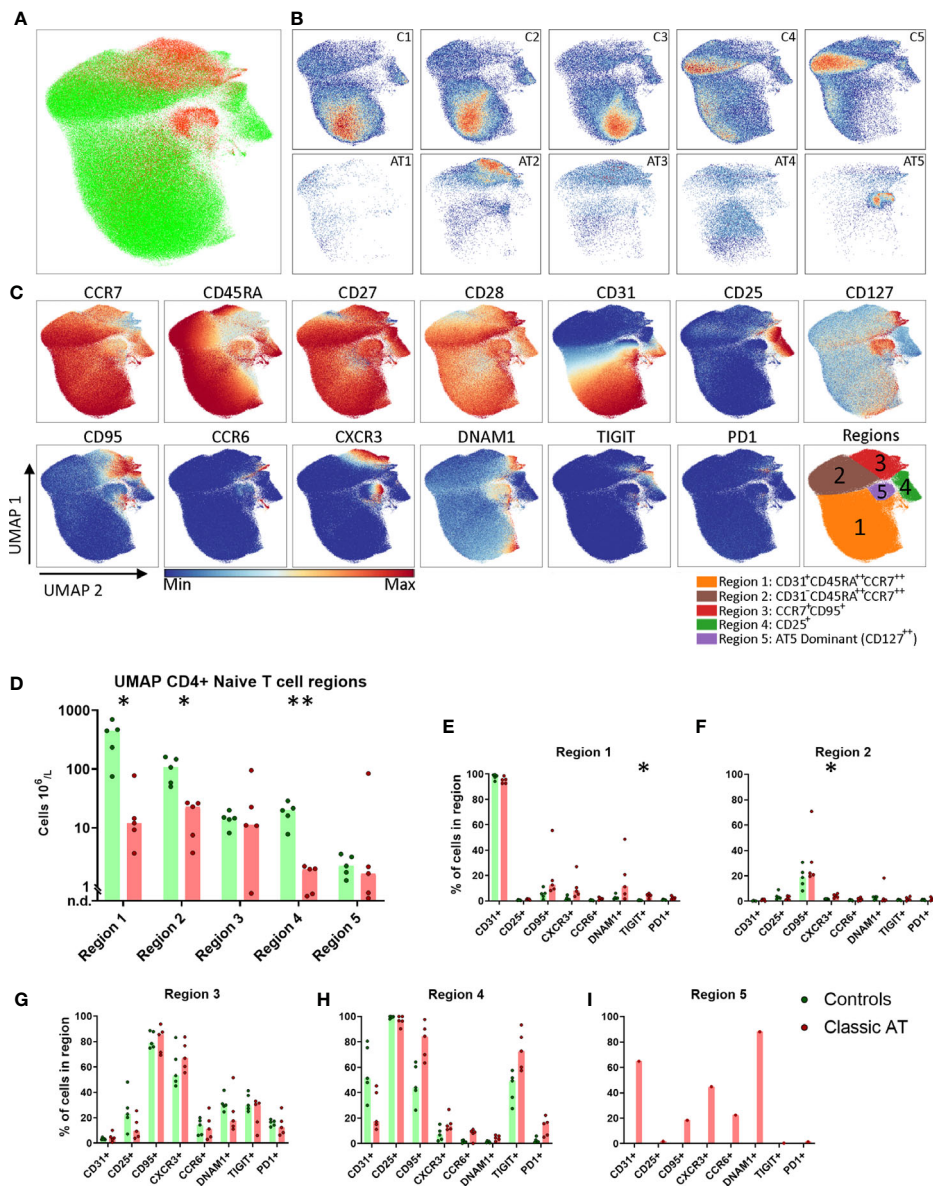 A
B
C1
C2
C3
C4
C5
AT1
AT2
AT3
AT4
AT5
C
CCR7
CD45RA
CD27
CD28
CD31
CD25
CD127
CD95
CCR6
CXCR3
DNAM1
TIGIT
PD1
Regions
1
2
3
4
5
UMAP 1
UMAP 2
Min
Max
Region 1: CD31⁺CD45RA⁺⁺CCR7⁺⁺
Region 2: CD31⁻CD45RA⁺⁺CCR7⁺⁺
Region 3: CCR7⁺CD95⁺
Region 4: CD25⁺
Region 5: AT5 Dominant (CD127⁺⁺)
D
UMAP CD4+ Naive T cell regions
* * **
Cells 10⁶/L
1000
100
10
1
n.d.
Region 1
Region 2
Region 3
Region 4
Region 5
E
Region 1
*
% of cells in region
100
80
60
40
20
0
CD31+
CD25+
CD95+
CXCR3+
CCR6+
DNAM1+
TIGIT+
PD1+
F
Region 2
*
100
80
60
40
20
0
CD31+
CD25+
CD95+
CXCR3+
CCR6+
DNAM1+
TIGIT+
PD1+
G
Region 3
% of cells in region
100
80
60
40
20
0
CD31+
CD25+
CD95+
CXCR3+
CCR6+
DNAM1+
TIGIT+
PD1+
H
Region 4
100
80
60
40
20
0
CD31+
CD25+
CD95+
CXCR3+
CCR6+
DNAM1+
TIGIT+
PD1+
I
Region 5
100
80
60
40
20
0
CD31+
CD25+
CD95+
CXCR3+
CCR6+
DNAM1+
TIGIT+
PD1+
Controls
Classic AT